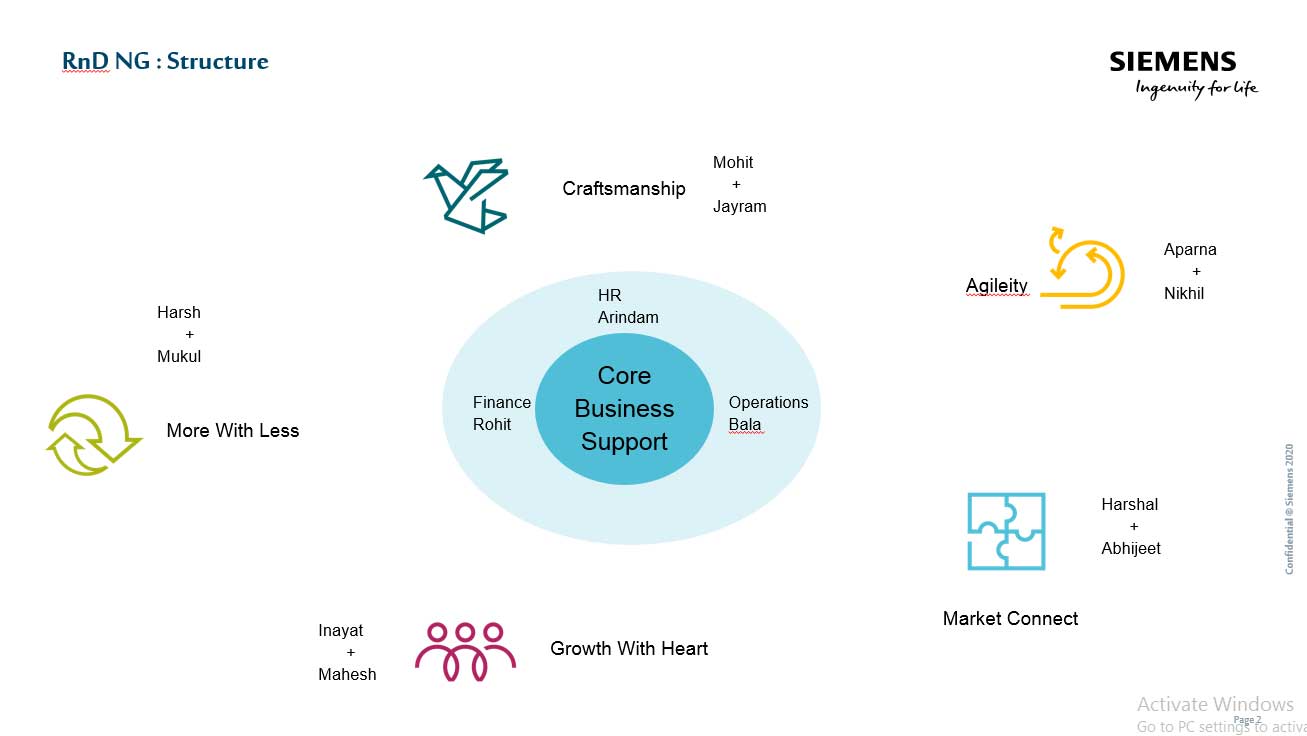 RnD NG : Structure
SIEMENS
Ingenuity for life
Craftsmanship
Mohit
+
Jayram
Agileity
Aparna
+
Nikhil
Harsh
+
Mukul
More With Less
HR
Arindam
Finance
Rohit
Core
Business
Support
Operations
Bala
Harshal
+
Abhijeet
Market Connect
Inayat
+
Mahesh
Growth With Heart
Confidential © Siemens 2020
Activate Windows
Page 2
Go to PC settings to activa